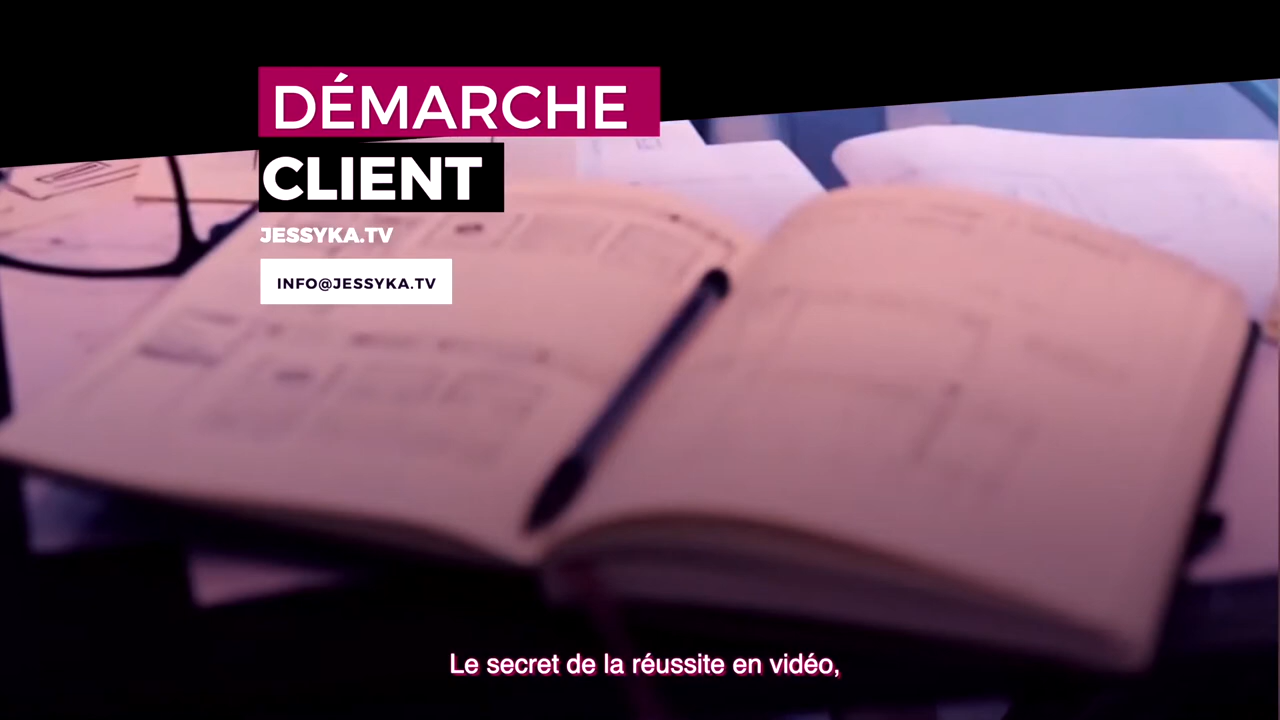 DÉMARCHE
CLIENT
JESSYKA.TV
INFO@JESSYKA.TV
Le secret de la réussite en vidéo,